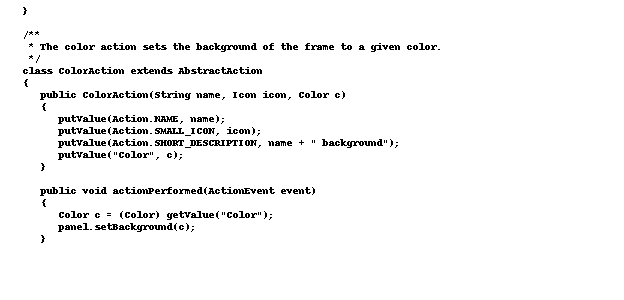 }
/**
* The color action sets the background of the frame to a given color.
*/
class ColorAction extends AbstractAction
{
public ColorAction(String name, Icon icon, Color c)
{
putValue(Action.NAME, name);
putValue(Action.SMALL_ICON, icon);
putValue(Action.SHORT_DESCRIPTION, name + " background");
putValue("Color", c);
}
public void actionPerformed(ActionEvent event)
{
Color c = (Color) getValue("Color");
panel.setBackground(c);
}